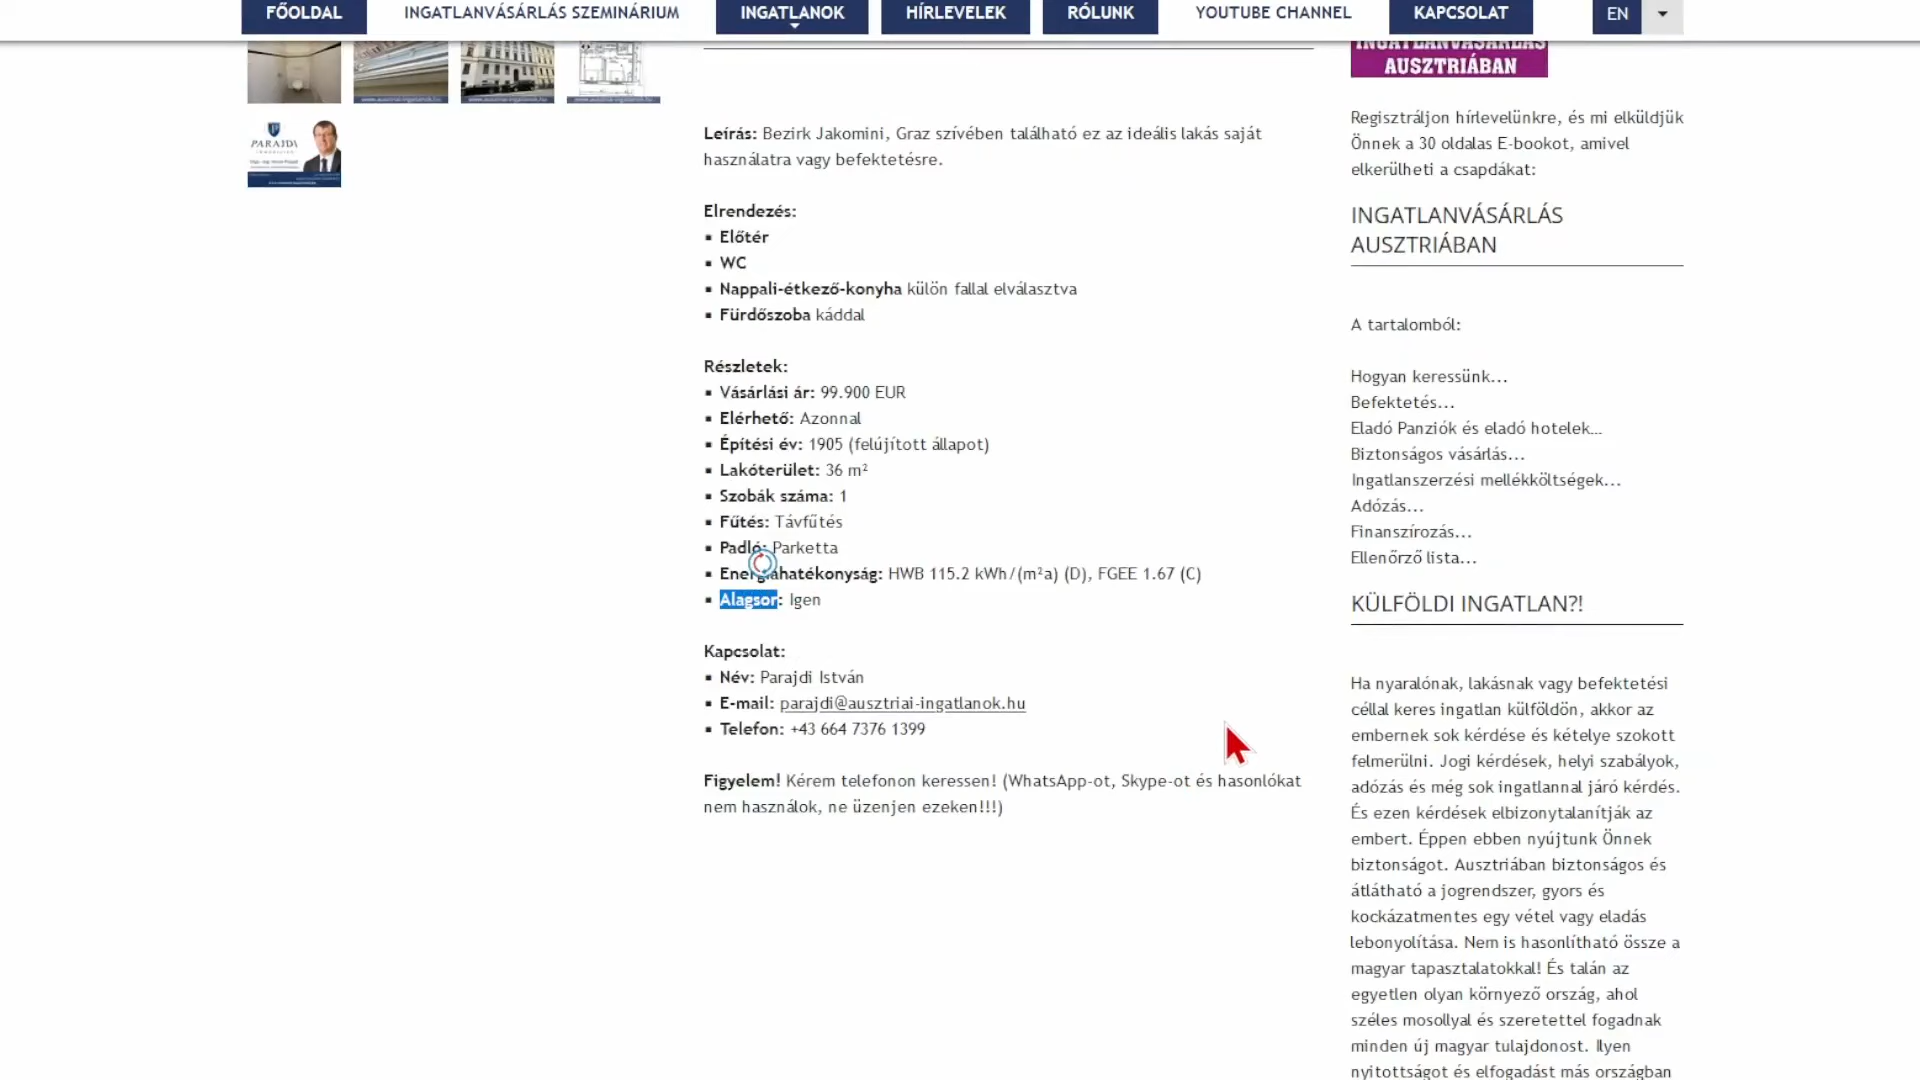 FŐOLDAL
INGATLANVÁSÁRLÁS SZEMINÁRIUM
INGATLANOK
HÍRLEVELEK
RÓLUNK
YOUTUBE CHANNEL
KAPCSOLAT
EN
PARAJDI
Leírás: Bezirk Jakomini, Graz szívében található ez az ideális lakás saját
használatra vagy befektetésre.
Elrendezés:
▪ Előtér
▪ WC
▪ Nappali-étkező-konyha külön fallal elválasztva
▪ Fürdőszoba káddal
Részletek:
▪ Vásárlási ár: 99.900 EUR
▪ Elérhető: Azonnal
▪ Építési év: 1905 (felújított állapot)
▪ Lakóterület: 36 m²
▪ Szobák száma: 1
▪ Fűtés: Távfűtés
▪ Padló: Parketta
▪ Energiahatékonyság: HWB 115.2 kWh/(m²a) (D), FGEE 1.67 (C)
▪ Alagsor: Igen
Kapcsolat:
▪ Név: Parajdi István
▪ E-mail: parajdi@ausztriai-ingatlanok.hu
▪ Telefon: +43 664 7376 1399
Figyelem! Kérem telefonon keressen! (WhatsApp-ot, Skype-ot és hasonlókat
nem használok, ne üzenjen ezeken!!!)
INGATLANVÁSÁRLÁS
AUSZTRIÁBAN
Regisztráljon hírlevelünkre, és mi elküldjük
Önnek a 30 oldalas E-bookot, amivel
elkerülheti a csapdákat:
INGATLANVÁSÁRLÁS
AUSZTRIÁBAN
A tartalomból:
Hogyan keressünk...
Befektetés...
Eladó Panziók és eladó hotelek...
Biztonságos vásárlás...
Ingatlanszerzési mellékköltségek...
Adózás...
Finanszírozás...
Ellenőrző lista...
KÜLFÖLDI INGATLAN?!
Ha nyaralónak, lakásnak vagy befektetési
céllal keres ingatlan külföldön, akkor az
embernek sok kérdése és kételye szokott
felmerülni. Jogi kérdések, helyi szabályok,
adózás és még sok ingatlannal járó kérdés.
És ezen kérdések elbizonytalanítják az
embert. Éppen ebben nyújtunk Önnek
biztonságot. Ausztriában biztonságos és
átlátható a jogrendszer, gyors és
kockázatmentes egy vétel vagy eladás
lebonyolítása. Nem is hasonlítható össze a
magyar tapasztalatokkal! És talán az
egyetlen olyan környező ország, ahol
széles mosollyal és szeretettel fogadnak
minden új magyar tulajdonost. Ilyen
nyitottságot és elfogadást más országban